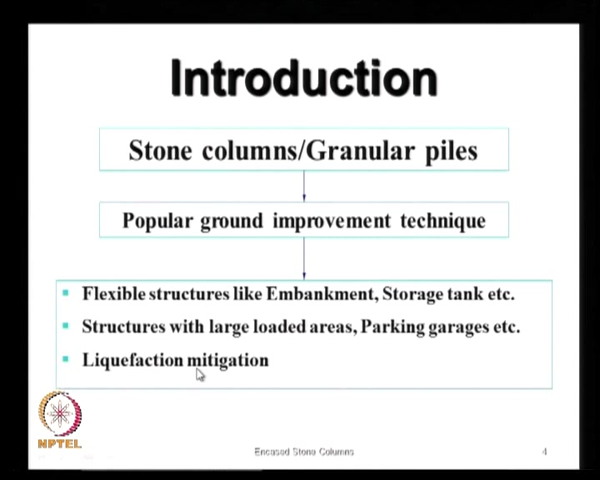 Introduction
Stone columns/Granular piles
Popular ground improvement technique
Flexible structures like Embankment, Storage tank etc.
Structures with large loaded areas, Parking garages etc.
Liquefaction mitigation
NPTEL
Encased Stone Columns
4